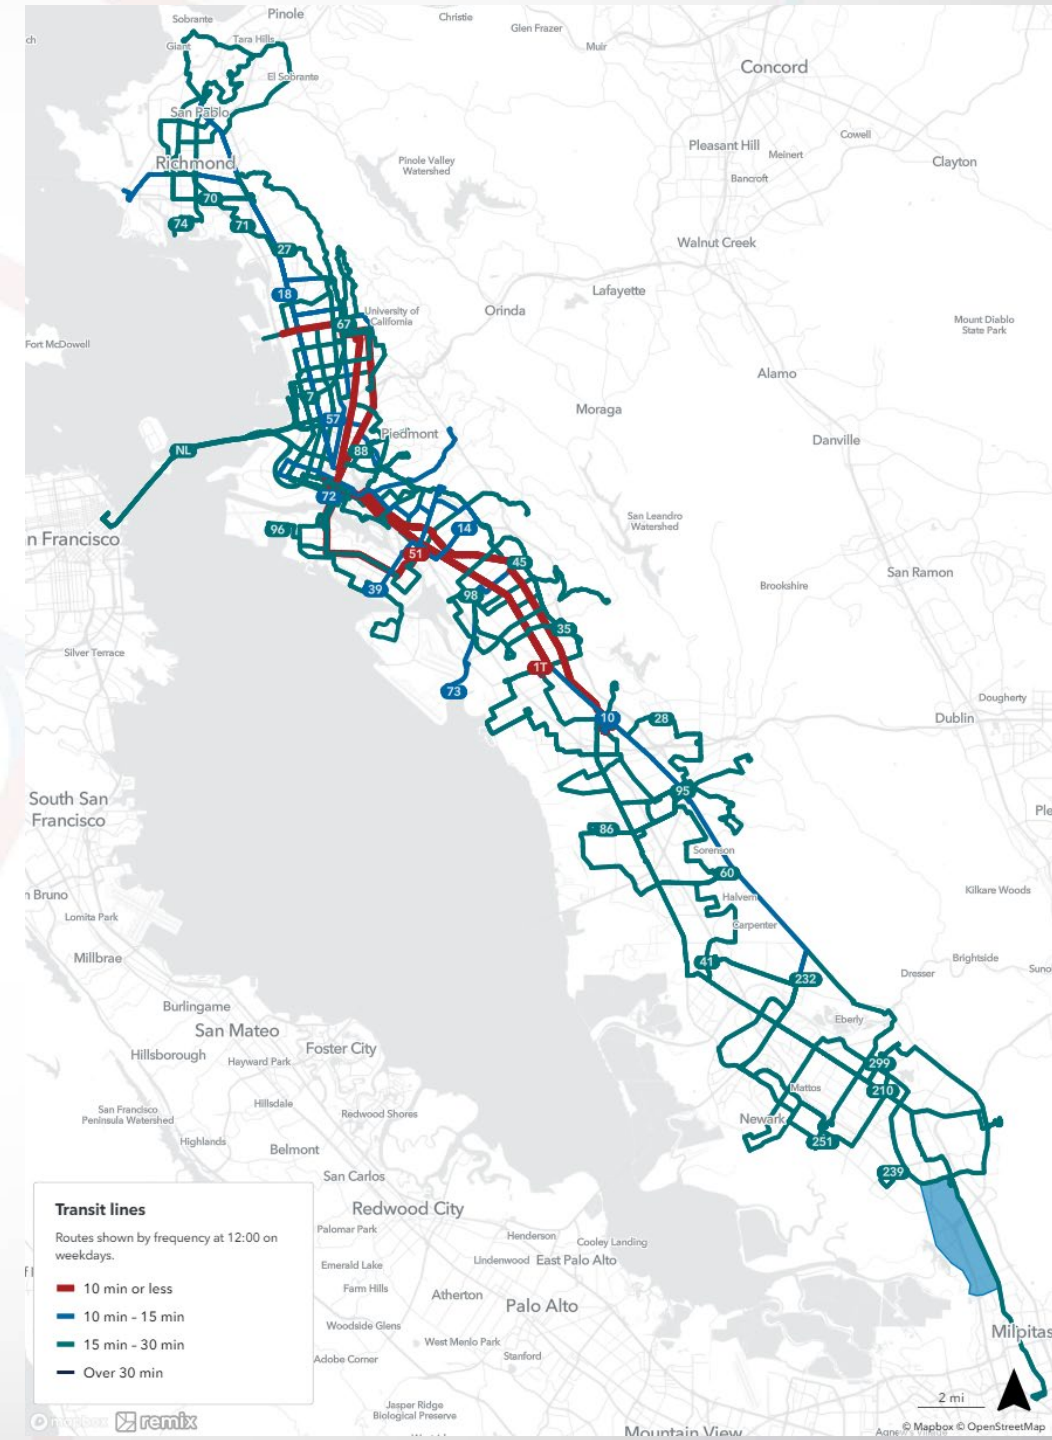 Sobrante
Pinole
Christie
Glen Frazer
Giant
Tara Hills
Muir
ch
Concord
El Sobrante
San Pablo
Cowell
Pleasant Hill
Meinert
Richmond
Pinole Valley
Watershed
Clayton
Bancroft
70
74
71
Walnut Creek
27
Lafayette
18
University of
California
Orinda
67
Mount Diablo
State Park
Fort McDowell
Alamo
7
Moraga
57
Piedmont
Danville
88
NL
72
San Leandro
Watershed
96
14
n Francisco
51
45
San Ramon
39
98
Brookshire
35
Silver Terrace
1T
73
Dougherty
10
28
Dublin
95
South San
Francisco
Ple
86
Sorenson
60
n Bruno
Halvern
Kilkare Woods
Lomita Park
Carpenter
Millbrae
41
Brightside
Suno
232
Dresser
Burlingame
Eberly
San Mateo
Foster City
Hillsborough
Hayward Park
299
Mattos
210
Hillsdale
San Francisco
Peninsula Watershed
Redwood Shores
Newark
Highlands
251
Belmont
239
San Carlos
Redwood City
Transit lines
Routes shown by frequency at 12:00 on
weekdays.
10 min or less
10 min - 15 min
15 min - 30 min
Over 30 min
Palomar Park
Henderson
Cooley Landing
Lindenwood
East Palo Alto
Emerald Lake
Farm Hills
Atherton
Palo Alto
Woodside Glens
Milpitas
West Menlo Park
Adobe Corner
Stanford
2 mi
Jasper Ridge
Biological Preserve
mapbox
remix
Mountain View
© Mapbox © OpenStreetMap